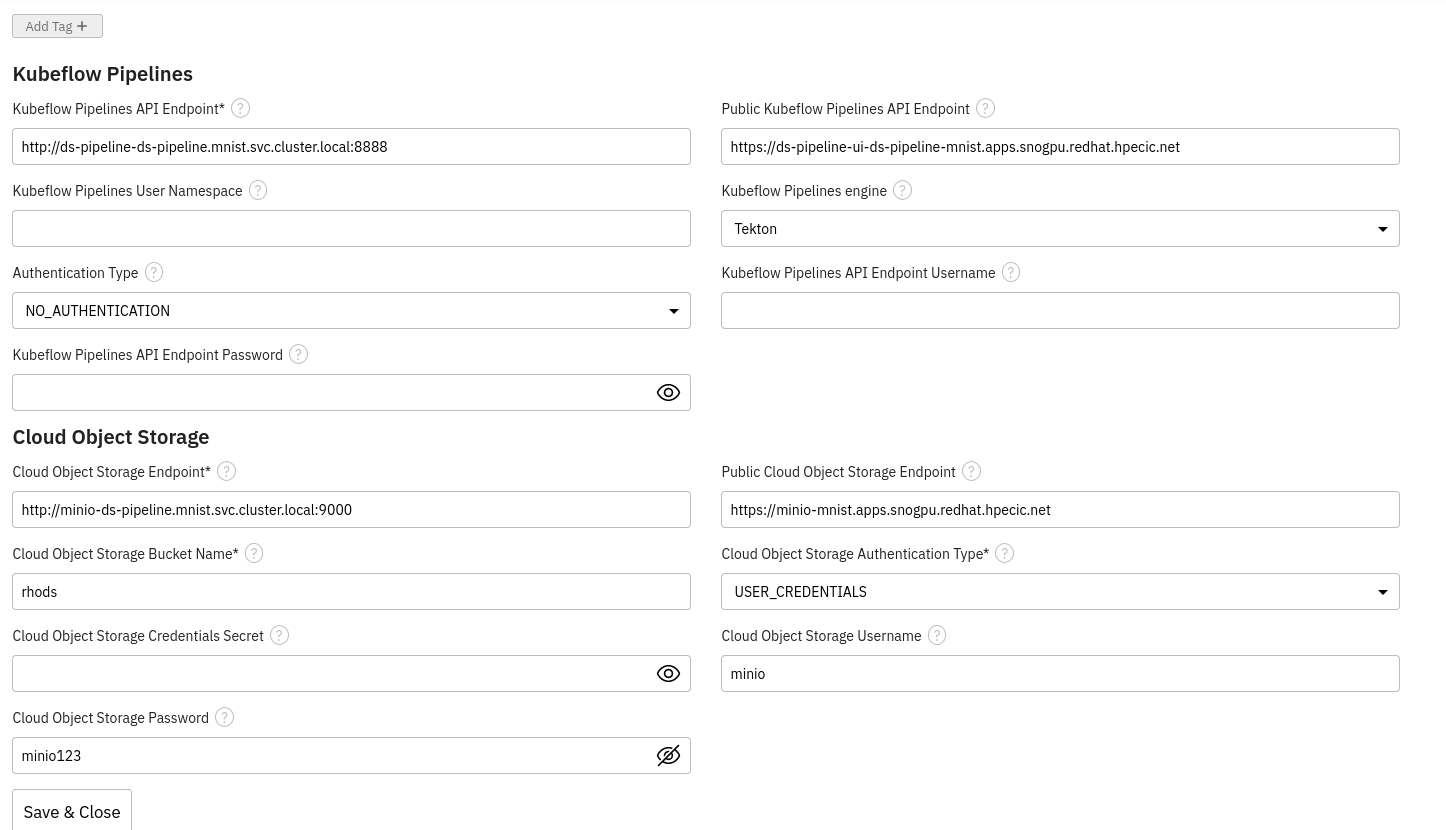 Add Tag +
Kubeflow Pipelines
Kubeflow Pipelines API Endpoint* ?
Public Kubeflow Pipelines API Endpoint ?
http://ds-pipeline-ds-pipeline.mnist.svc.cluster.local:8888
https://ds-pipeline-ui-ds-pipeline-mnist.apps.snogpu.redhat.hpecic.net
Kubeflow Pipelines User Namespace ?
Kubeflow Pipelines engine ?
Tekton
Authentication Type ?
Kubeflow Pipelines API Endpoint Username ?
NO_AUTHENTICATION
Kubeflow Pipelines API Endpoint Password ?
Cloud Object Storage
Cloud Object Storage Endpoint* ?
Public Cloud Object Storage Endpoint ?
http://minio-ds-pipeline.mnist.svc.cluster.local:9000
https://minio-mnist.apps.snogpu.redhat.hpecic.net
Cloud Object Storage Bucket Name* ?
Cloud Object Storage Authentication Type* ?
rhods
USER_CREDENTIALS
Cloud Object Storage Credentials Secret ?
Cloud Object Storage Username ?
minio
Cloud Object Storage Password ?
minio123
Save & Close